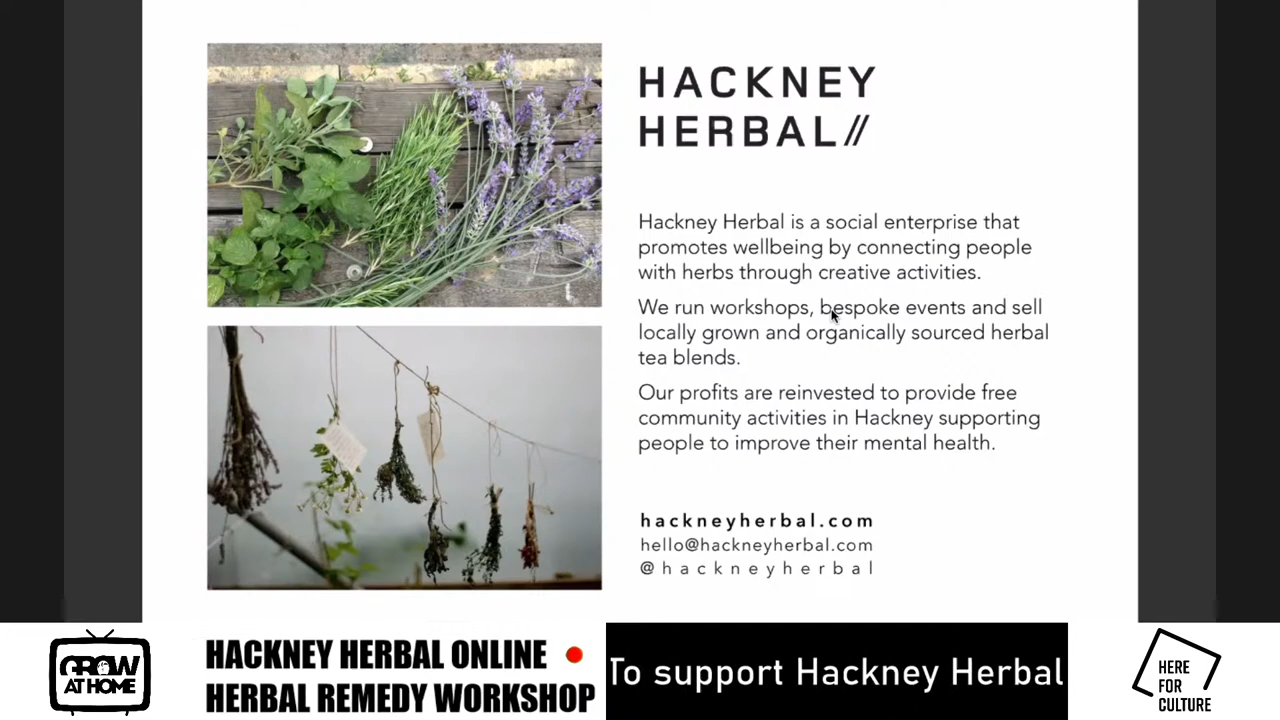 HACKNEY
HERBAL//
Hackney Herbal is a social enterprise that
promotes wellbeing by connecting people
with herbs through creative activities.
We run workshops, bespoke events and sell
locally grown and organically sourced herbal
tea blends.
Our profits are reinvested to provide free
community activities in Hackney supporting
people to improve their mental health.
hackneyherbal.com
hello@hackneyherbal.com
@hackneyherbal
GROW
AT HOME
HACKNEY HERBAL ONLINE
HERBAL REMEDY WORKSHOP
To support Hackney Herbal
HERE
FOR
CULTURE